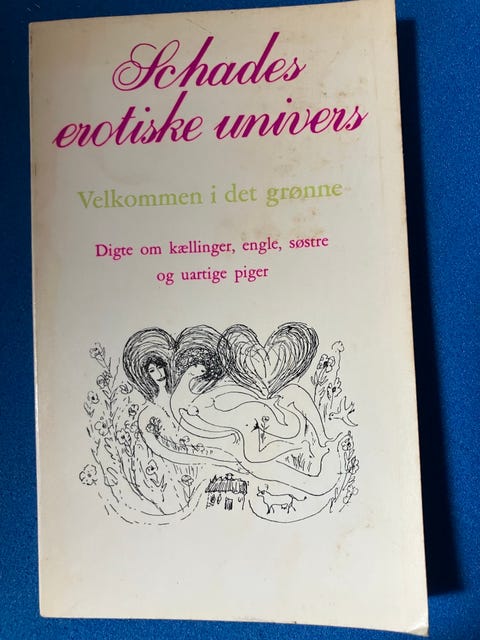 Schades
erotiske univers
Velkommen i det grønne
Digte om kællinger, engle, søstre
og uartige piger